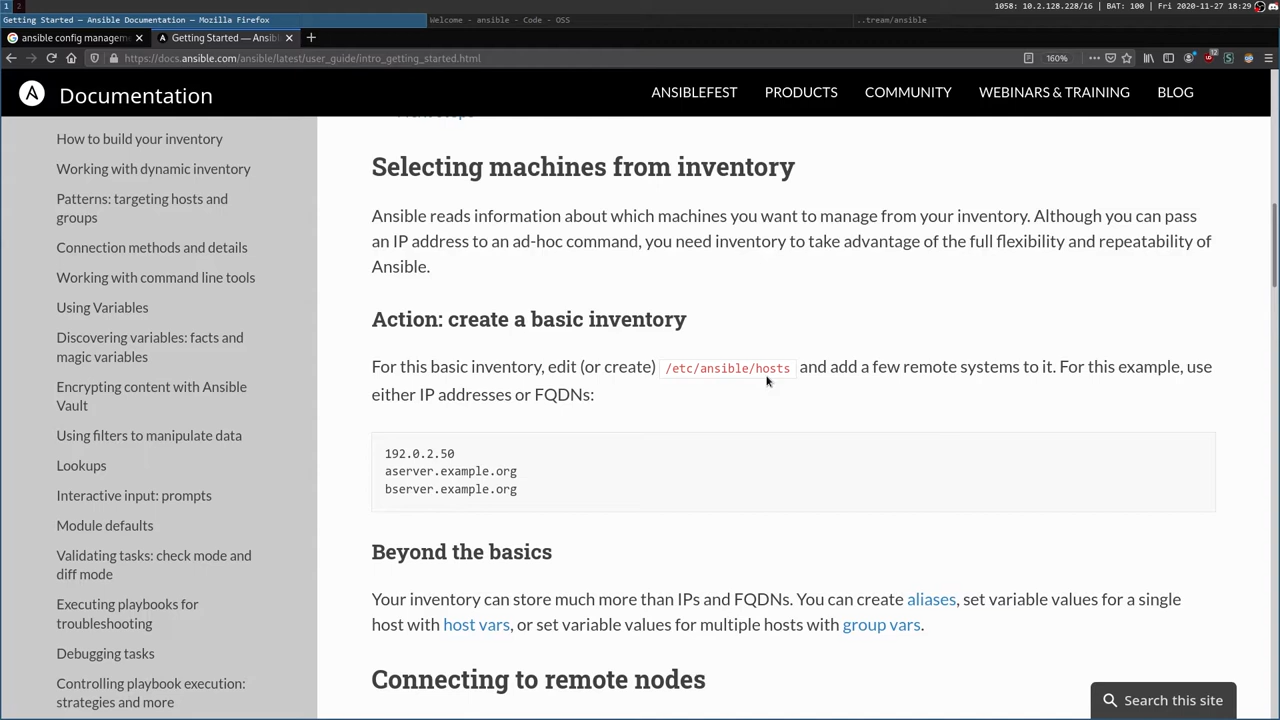 1 2
1058: 10.2.128.228/16 | BAT: 100 | Fri 2020-11-27 18:29
Getting Started — Ansible Documentation — Mozilla Firefox
Welcome - ansible - Code - OSS
..tream/ansible
ansible config managem
Getting Started — Ansib
https://docs.ansible.com/ansible/latest/user_guide/intro_getting_started.html
160%
12
Documentation
ANSIBLEFEST
PRODUCTS
COMMUNITY
WEBINARS & TRAINING
BLOG
How to build your inventory
Working with dynamic inventory
Patterns: targeting hosts and
groups
Connection methods and details
Working with command line tools
Using Variables
Discovering variables: facts and
magic variables
Encrypting content with Ansible
Vault
Using filters to manipulate data
Lookups
Interactive input: prompts
Module defaults
Validating tasks: check mode and
diff mode
Executing playbooks for
troubleshooting
Debugging tasks
Controlling playbook execution:
strategies and more
Selecting machines from inventory
Ansible reads information about which machines you want to manage from your inventory. Although you can pass
an IP address to an ad-hoc command, you need inventory to take advantage of the full flexibility and repeatability of
Ansible.
Action: create a basic inventory
For this basic inventory, edit (or create) /etc/ansible/hosts and add a few remote systems to it. For this example, use
either IP addresses or FQDNs:
192.0.2.50
aserver.example.org
bserver.example.org
Beyond the basics
Your inventory can store much more than IPs and FQDNs. You can create aliases, set variable values for a single
host with host vars, or set variable values for multiple hosts with group vars.
Connecting to remote nodes
Search this site